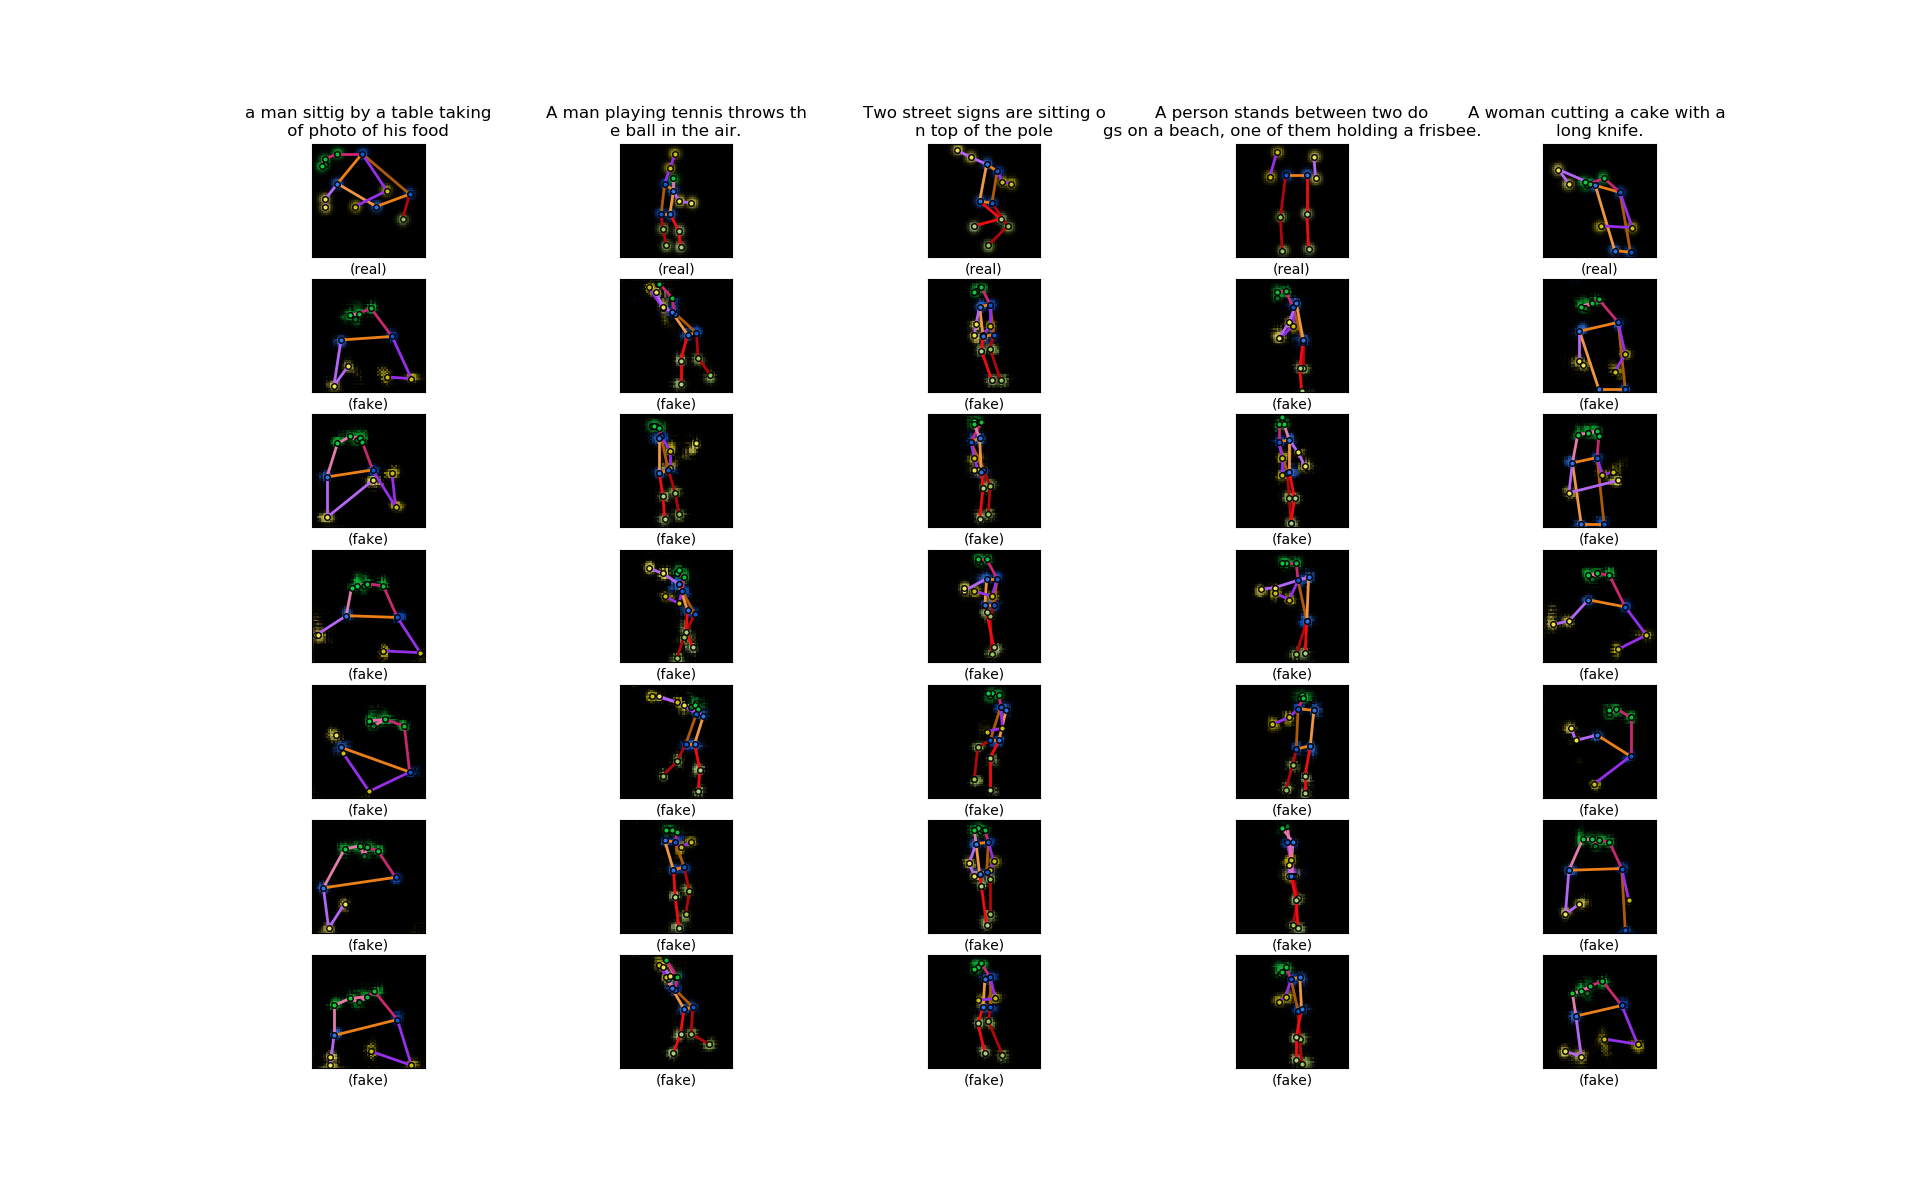 a man sittig by a table taking
of photo of his food
A man playing tennis throws th
e ball in the air.
Two street signs are sitting o
n top of the pole
A person stands between two do
gs on a beach, one of them holding a frisbee.
A woman cutting a cake with a
long knife.
(real) (real) (real) (real) (real)
(fake) (fake) (fake) (fake) (fake)
(fake) (fake) (fake) (fake) (fake)
(fake) (fake) (fake) (fake) (fake)
(fake) (fake) (fake) (fake) (fake)
(fake) (fake) (fake) (fake) (fake)
(fake) (fake) (fake) (fake) (fake)